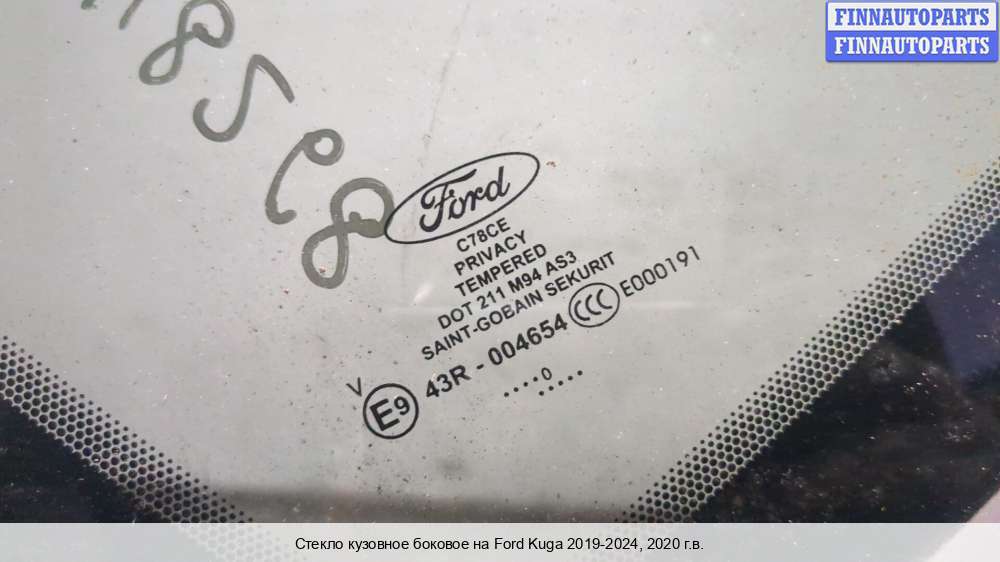 FINNAUTOPARTS
FINNAUTOPARTS
Ford
C78CE
PRIVACY
TEMPERED
DOT 211 M94 AS3
SAINT-GOBAIN SEKURIT
V E9 43R - 004654 CCC E000191
....0.....
Стекло кузовное боковое на Ford Kuga 2019-2024, 2020 г.в.